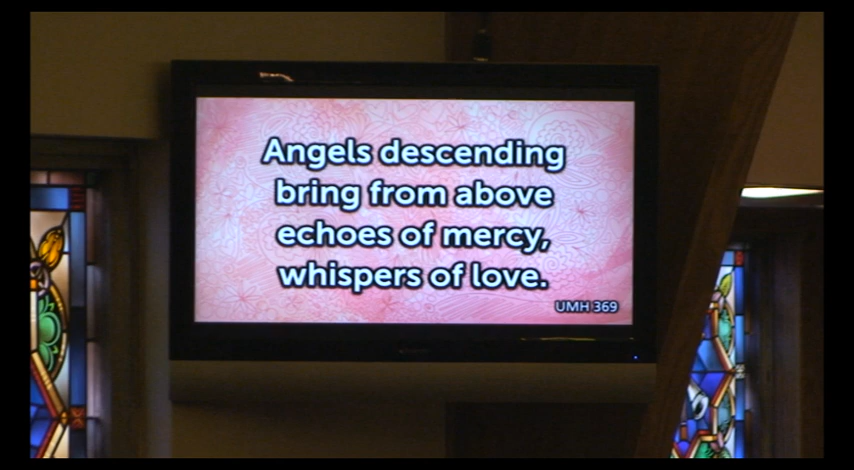 Angels descending
bring from above
echoes of mercy,
whispers of love.
UMH 369